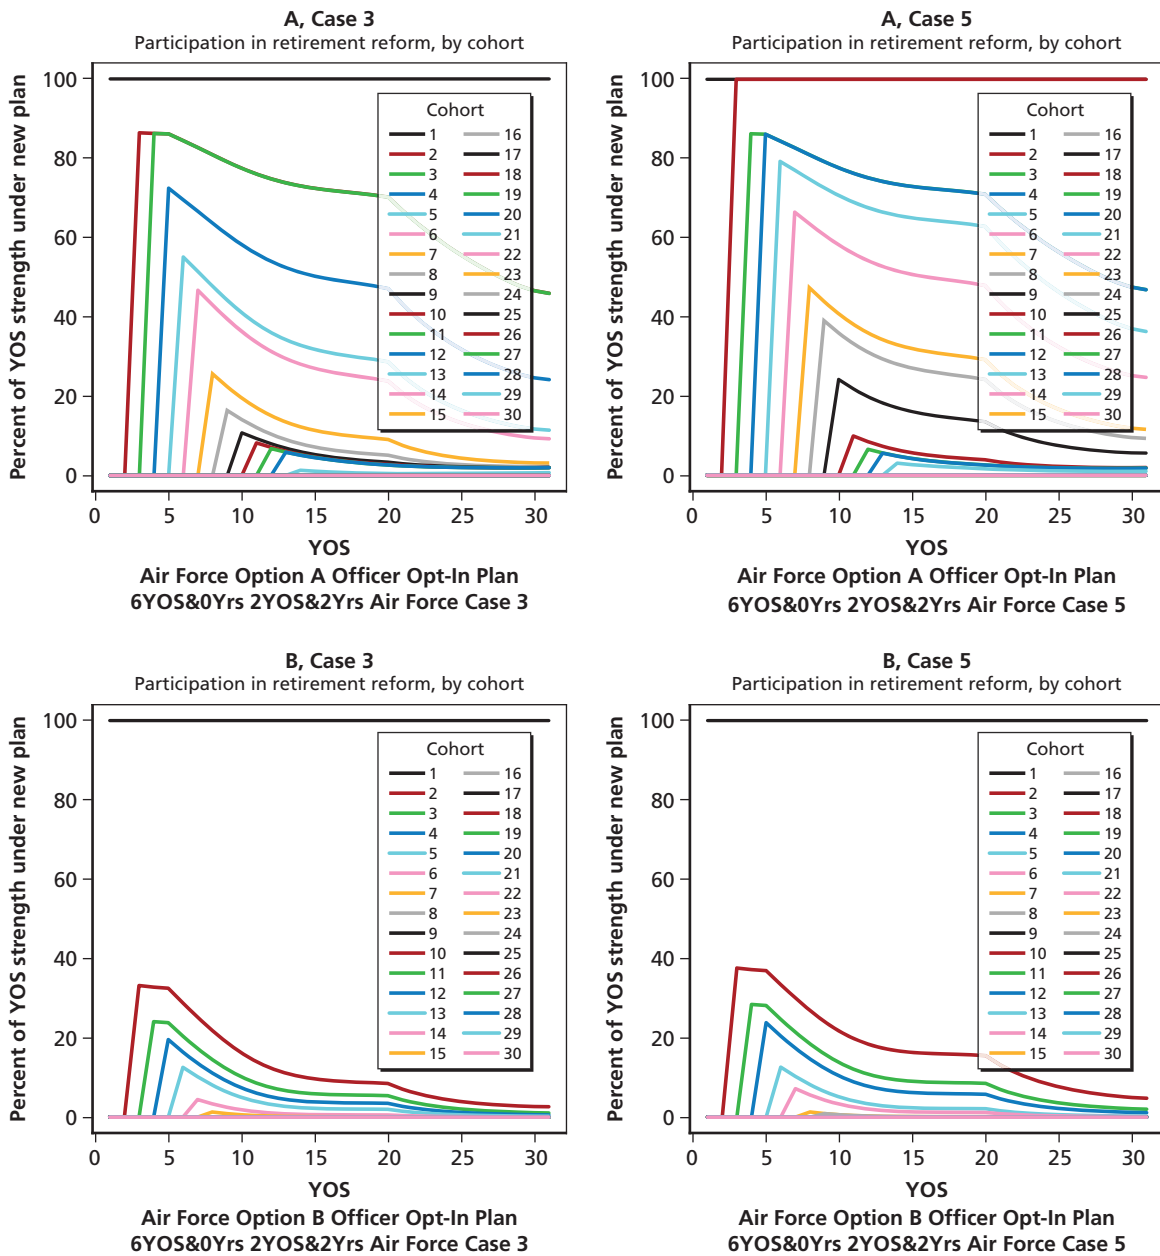 A, Case 3
Participation in retirement reform, by cohort
Percent of YOS strength under new plan
100
80
60
40
20
0
Cohort
1 16
2 17
3 18
4 19
5 20
6 21
7 22
8 23
9 24
10 25
11 26
12 27
13 28
14 29
15 30
0 5 10 15 20 25 30
YOS
Air Force Option A Officer Opt-In Plan
6YOS&0Yrs 2YOS&2Yrs Air Force Case 3
A, Case 5
Participation in retirement reform, by cohort
Percent of YOS strength under new plan
100
80
60
40
20
0
Cohort
1 16
2 17
3 18
4 19
5 20
6 21
7 22
8 23
9 24
10 25
11 26
12 27
13 28
14 29
15 30
0 5 10 15 20 25 30
YOS
Air Force Option A Officer Opt-In Plan
6YOS&0Yrs 2YOS&2Yrs Air Force Case 5
B, Case 3
Participation in retirement reform, by cohort
Percent of YOS strength under new plan
100
80
60
40
20
0
Cohort
1 16
2 17
3 18
4 19
5 20
6 21
7 22
8 23
9 24
10 25
11 26
12 27
13 28
14 29
15 30
0 5 10 15 20 25 30
YOS
Air Force Option B Officer Opt-In Plan
6YOS&0Yrs 2YOS&2Yrs Air Force Case 3
B, Case 5
Participation in retirement reform, by cohort
Percent of YOS strength under new plan
100
80
60
40
20
0
Cohort
1 16
2 17
3 18
4 19
5 20
6 21
7 22
8 23
9 24
10 25
11 26
12 27
13 28
14 29
15 30
0 5 10 15 20 25 30
YOS
Air Force Option B Officer Opt-In Plan
6YOS&0Yrs 2YOS&2Yrs Air Force Case 5